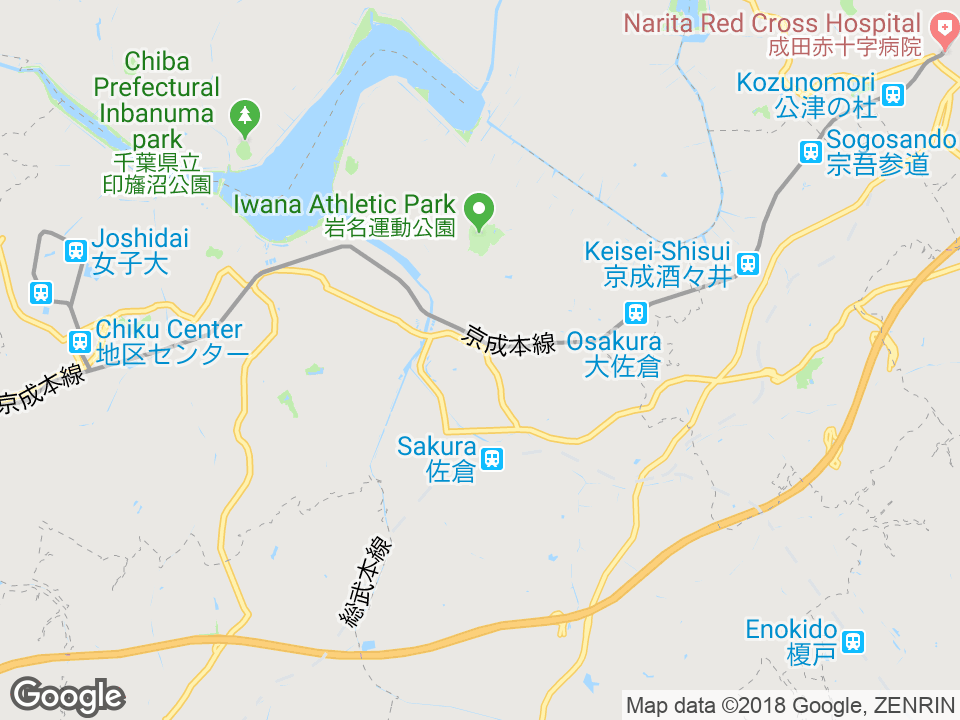 Narita Red Cross Hospital
成田赤十字病院
Chiba
Prefectural
Inbanuma
park
千葉県立
印旛沼公園
Kozunomori
公津の杜
Sogosando
宗吾参道
Iwana Athletic Park
岩名運動公園
Joshidai
女子大
Keisei-Shisui
京成酒々井
Chiku Center
地区センター
京成本線
Osakura
大佐倉
京成本線
Sakura
佐倉
総武本線
Enokido
榎戸
Google
Map data ©2018 Google, ZENRIN